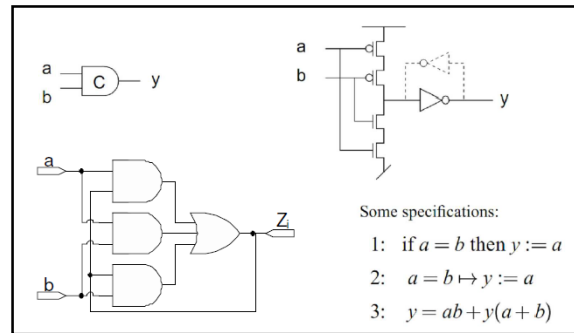 a
b
C
y
a
b
y
a
b
Z
Some specifications:
1: if a = b then y := a
2: a = b ↦ y := a
3: y = ab + y(a + b)